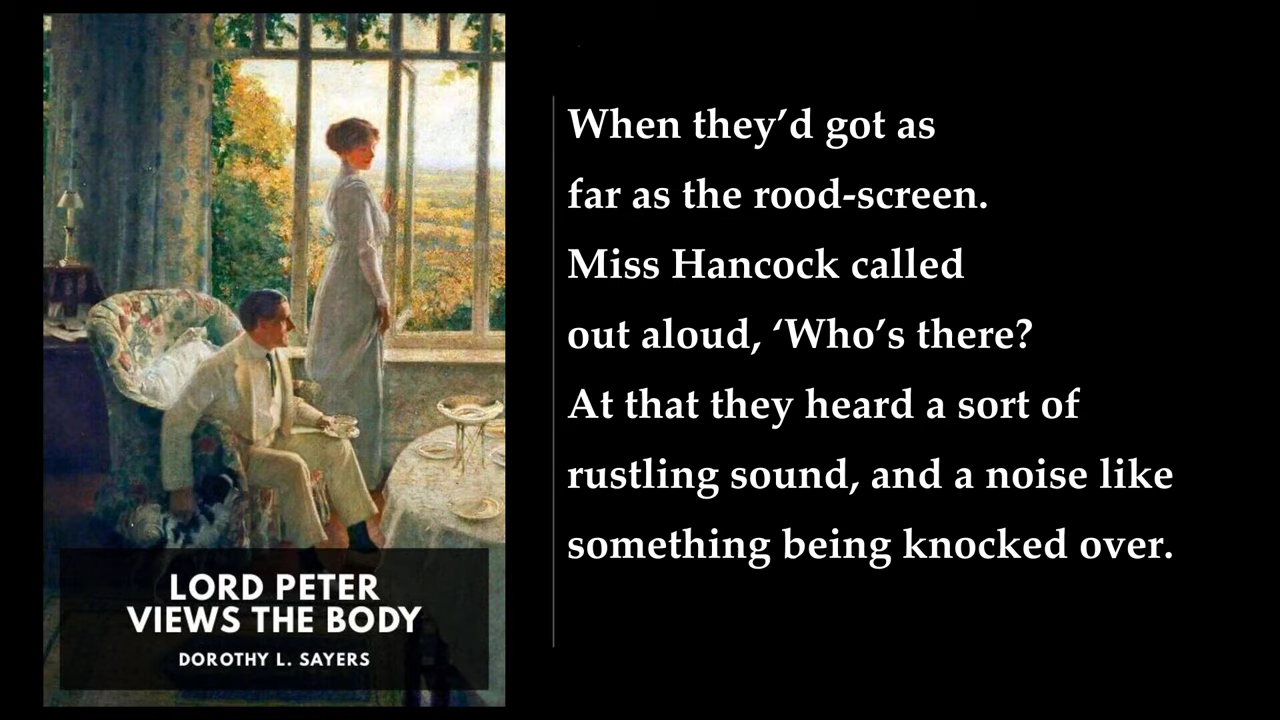 LORD PETER
VIEWS THE BODY
DOROTHY L. SAYERS
When they’d got as
far as the rood-screen.
Miss Hancock called
out aloud, ‘Who’s there?
At that they heard a sort of
rustling sound, and a noise like
something being knocked over.